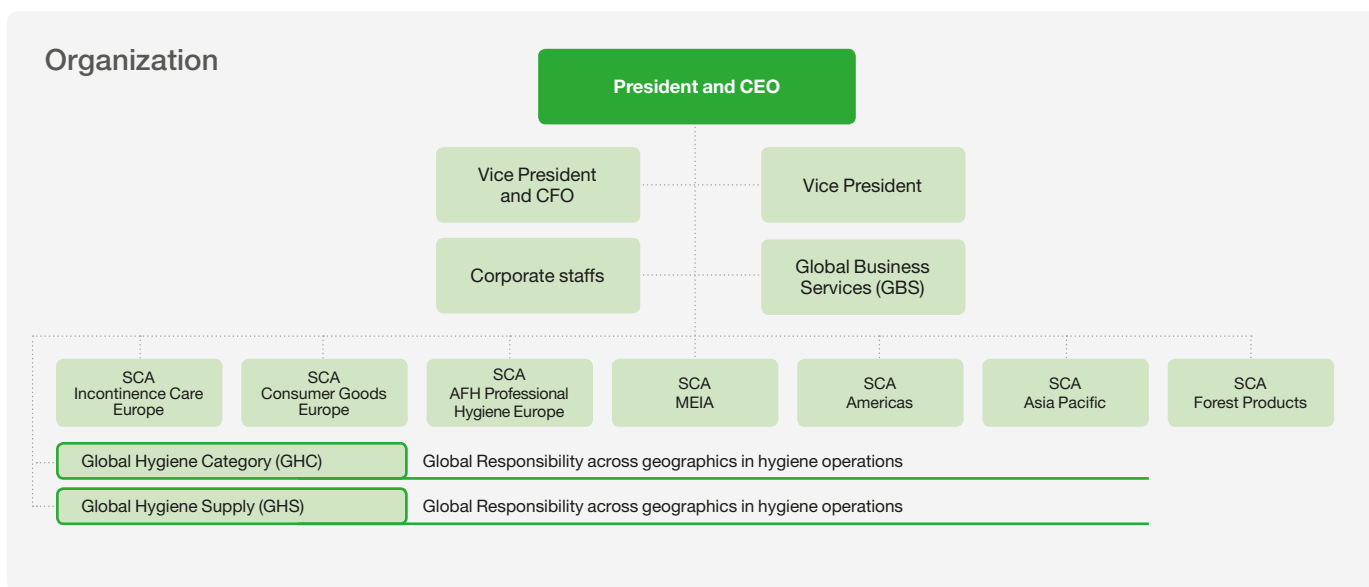 Organization
President and CEO
Vice President
and CFO
Vice President
Corporate staffs
Global Business
Services (GBS)
SCA
Incontinence Care
Europe
SCA
Consumer Goods
Europe
SCA
AFH Professional
Hygiene Europe
SCA
MEIA
SCA
Americas
SCA
Asia Pacific
SCA
Forest Products
Global Hygiene Category (GHC)
Global Responsibility across geographics in hygiene operations
Global Hygiene Supply (GHS)
Global Responsibility across geographics in hygiene operations